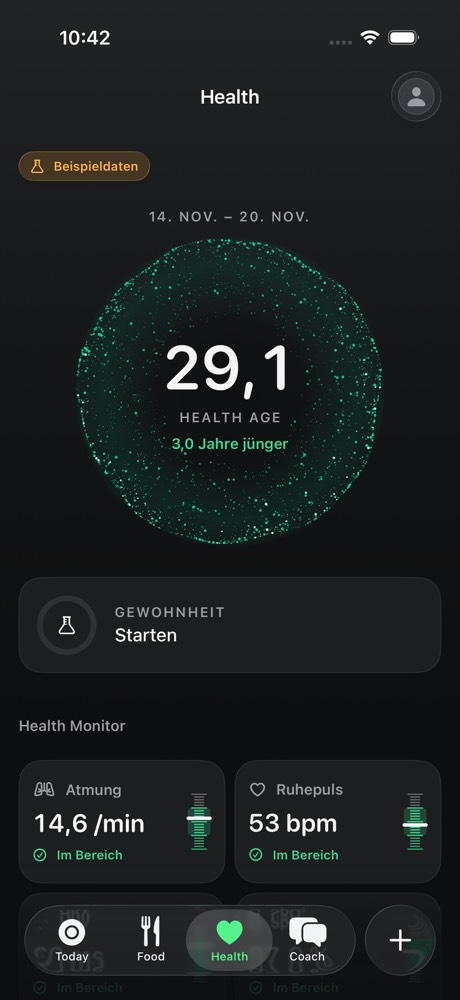 10:42
Health
Beispieldaten
14. NOV. – 20. NOV.
29,1
HEALTH AGE
3,0 Jahre jünger
GEWOHNHEIT
Starten
Health Monitor
Atmung
14,6 /min
Im Bereich
Ruhepuls
53 bpm
Im Bereich
Today
Food
Health
Coach
Im Bereich
Im Bereich